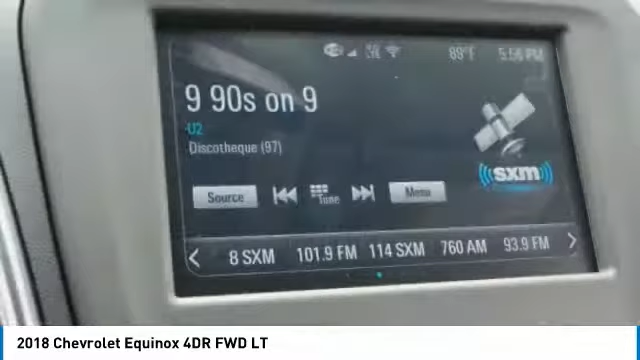 89°F 5:56 PM
9 90s on 9
U2
Discotheque (97)
sxm
Source Tune Menu
8 SXM 101.9 FM 114 SXM 760 AM 93.9 FM
2018 Chevrolet Equinox 4DR FWD LT